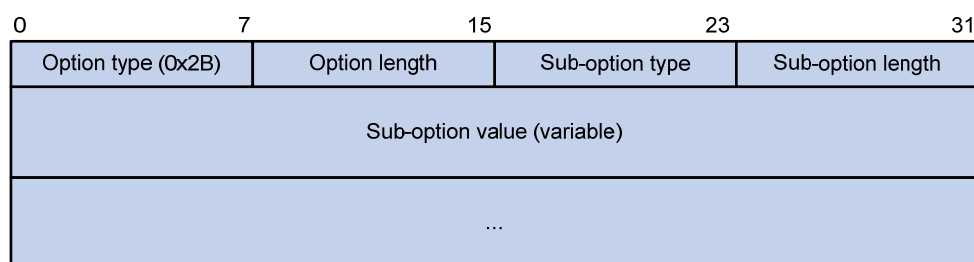 0 7 15 23 31
Option type (0x2B) Option length Sub-option type Sub-option length
Sub-option value (variable)
...